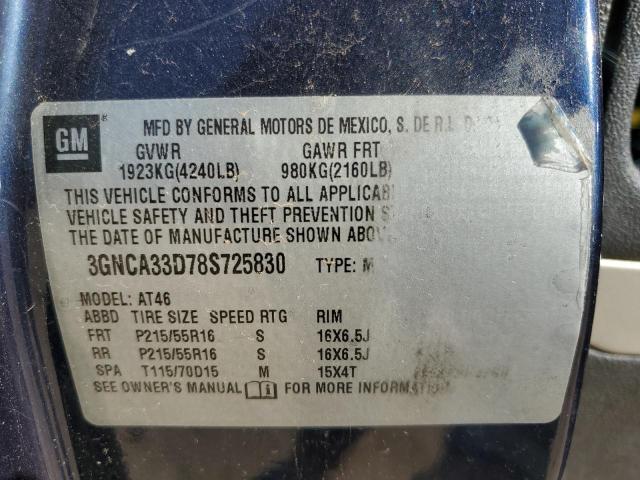 GM ®
MFD BY GENERAL MOTORS DE MEXICO, S. DE R.L.
GVWR GAWR FRT
1923KG(4240LB) 980KG(2160LB)
THIS VEHICLE CONFORMS TO ALL APPLICAB
VEHICLE SAFETY AND THEFT PREVENTION S
THE DATE OF MANUFACTURE SHOWN ABOV
3GNCA33D78S725830 TYPE: M
MODEL: AT46
ABBD TIRE SIZE SPEED RTG RIM
FRT P215/55R16 S 16X6.5J
RR P215/55R16 S 16X6.5J
SPA T115/70D15 M 15X4T
SEE OWNER'S MANUAL FOR MORE INFORMATION